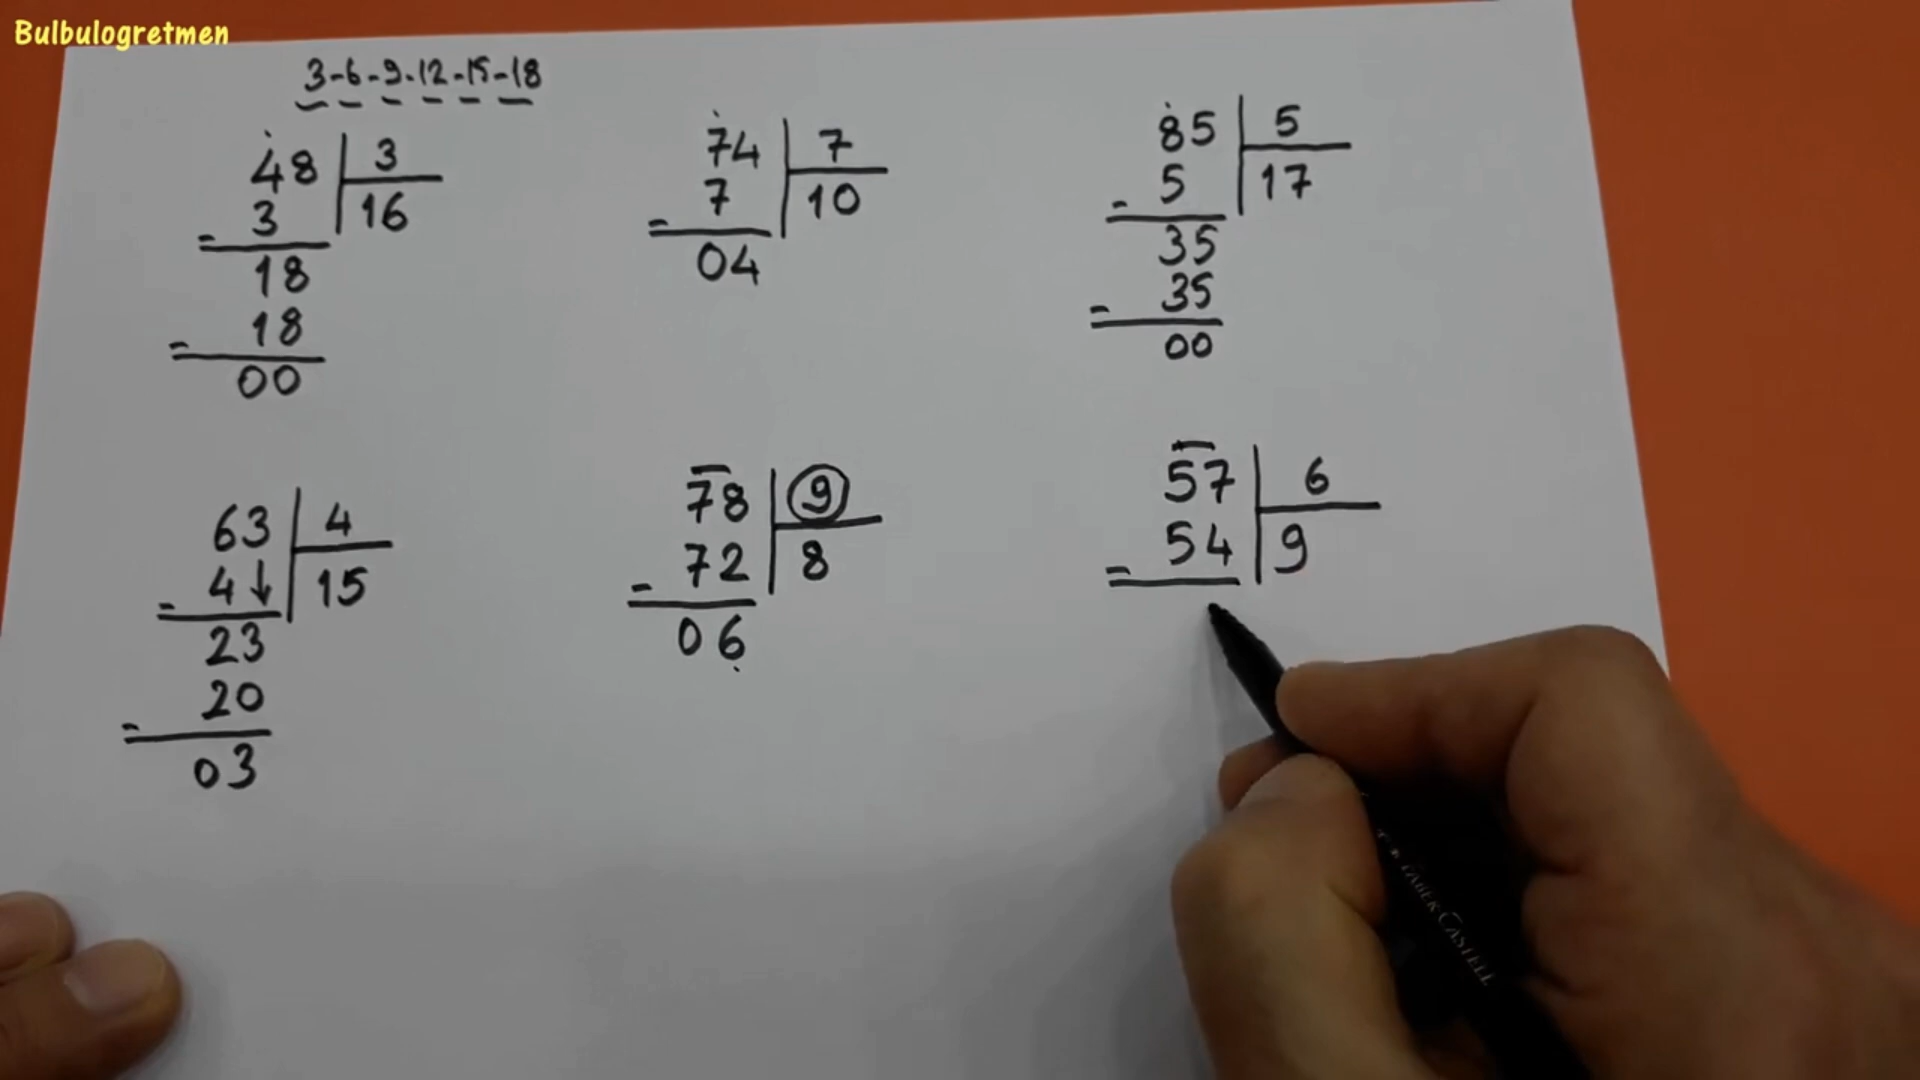 Bulbulogretmen
3-6-9-12-15-18
48 3
3 16
- 
18
- 18
00
74 7
- 7 10
04
85 5
- 5 17
35
- 35
00
63 4
- 4↓ 15
23
- 20
03
78 9
- 72 8
06
57 6
- 54 9
FABER CASTELL